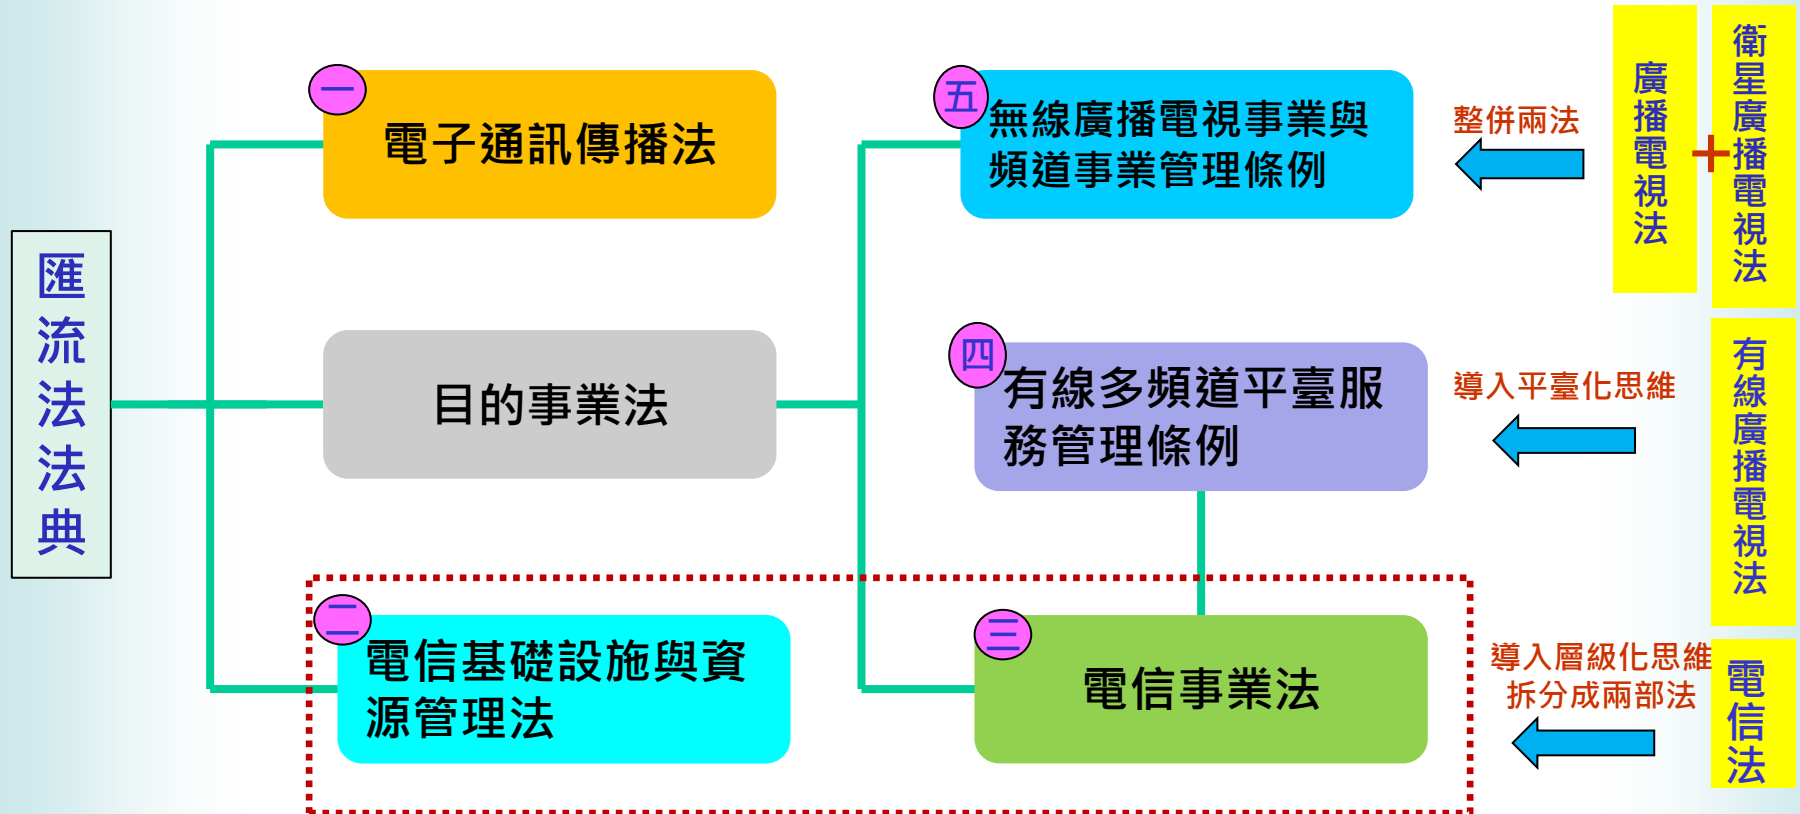 匯流法法典
一
電子通訊傳播法
目的事業法
二
電信基礎設施與資
源管理法
五
無線廣播電視事業與
頻道事業管理條例
四
有線多頻道平臺服
務管理條例
三
電信事業法
整併兩法
廣播電視法
+
衛星廣播電視法
導入平臺化思維
有線廣播電視法
導入層級化思維
拆分成兩部法
電信法